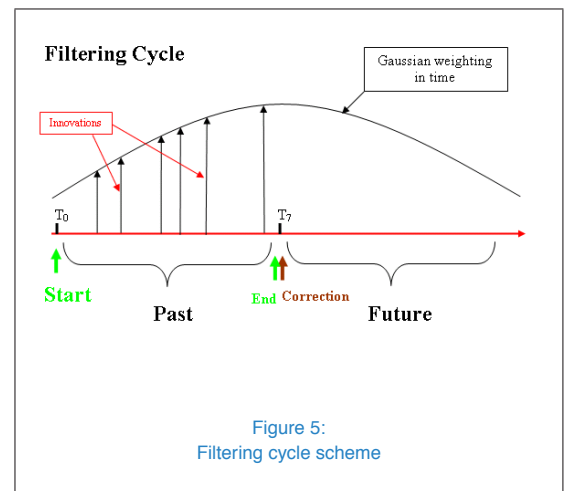 Filtering Cycle
Gaussian weighting
in time
Innovations
T0
T7
Start
Past
End
Correction
Future
Figure 5:
Filtering cycle scheme